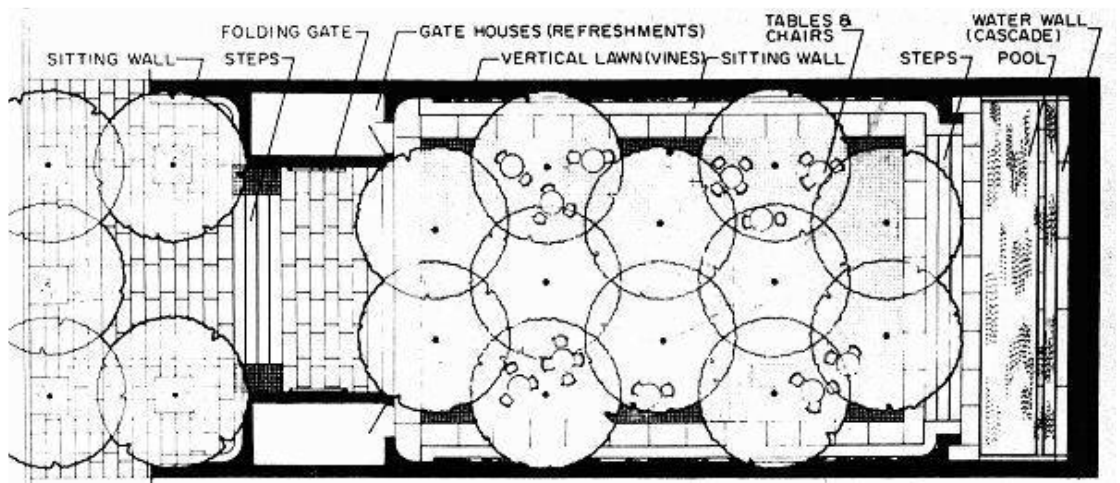 TABLES &
CHAIRS
WATER WALL
(CASCADE)
FOLDING GATE
GATE HOUSES (REFRESHMENTS)
SITTING WALL
STEPS
VERTICAL LAWN (VINES)
SITTING WALL
STEPS
POOL